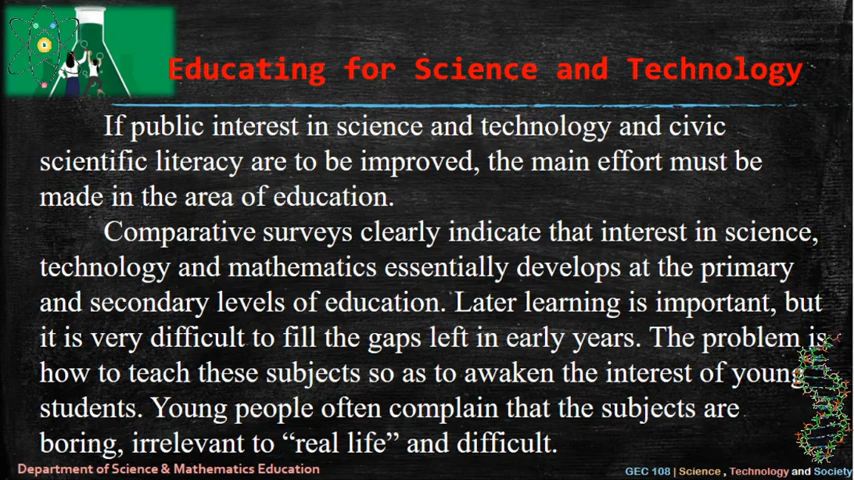 Educating for Science and Technology
If public interest in science and technology and civic
scientific literacy are to be improved, the main effort must be
made in the area of education.
Comparative surveys clearly indicate that interest in science,
technology and mathematics essentially develops at the primary
and secondary levels of education. Later learning is important, but
it is very difficult to fill the gaps left in early years. The problem is
how to teach these subjects so as to awaken the interest of young
students. Young people often complain that the subjects are
boring, irrelevant to “real life” and difficult.
Department of Science & Mathematics Education
GEC 108 | Science , Technology and Society